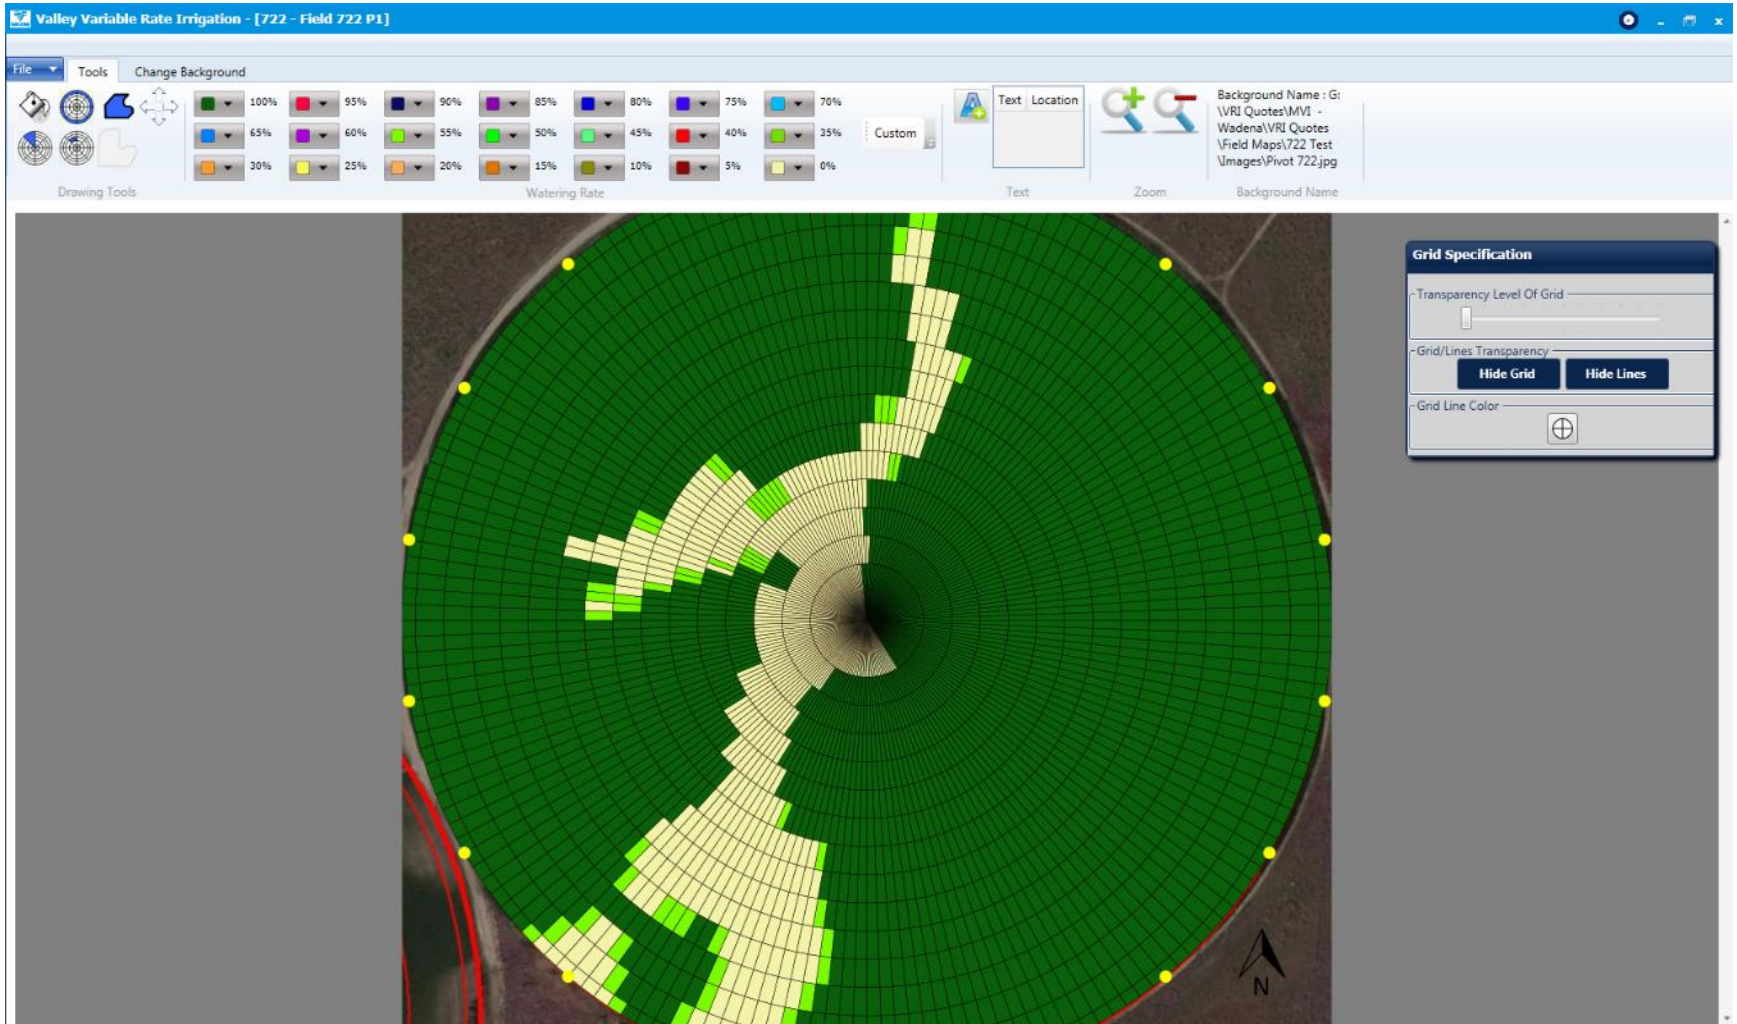 Valley Variable Rate Irrigation - [722 - Field 722 P1]
File Tools Change Background
100% 95% 90% 85% 80% 75% 70%
65% 60% 55% 50% 45% 40% 35%
30% 25% 20% 15% 10% 5% 0%
Custom
Text Location
Background Name : G:
\VRI Quotes\MVI -
Wadena\VRI Quotes
\Field Maps\722 Test
\Images\Pivot 722.jpg
Drawing Tools Watering Rate Text Zoom Background Name
Grid Specification
Transparency Level Of Grid
Grid/Lines Transparency
Hide Grid Hide Lines
Grid Line Color
N